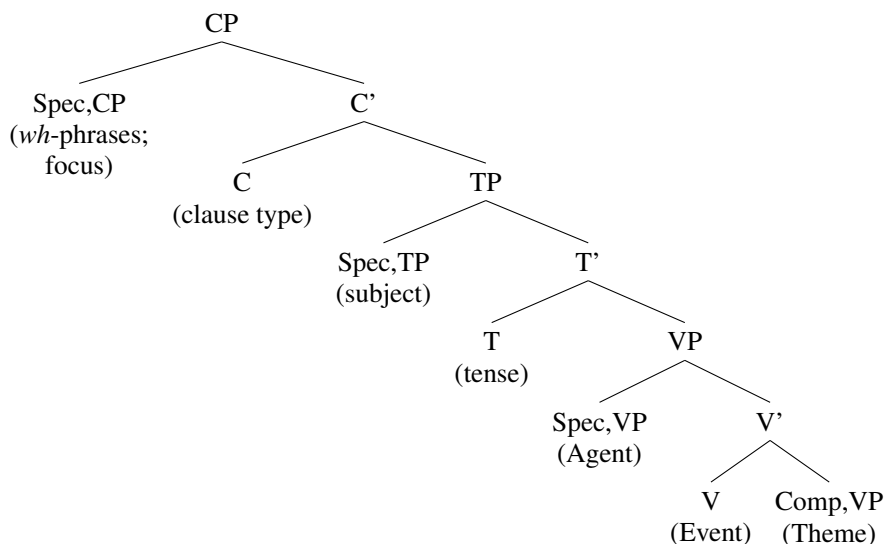 CP
Spec,CP
(wh-phrases;
focus)
C’
C
(clause type)
TP
Spec,TP
(subject)
T’
T
(tense)
VP
Spec,VP
(Agent)
V’
V
(Event)
Comp,VP
(Theme)